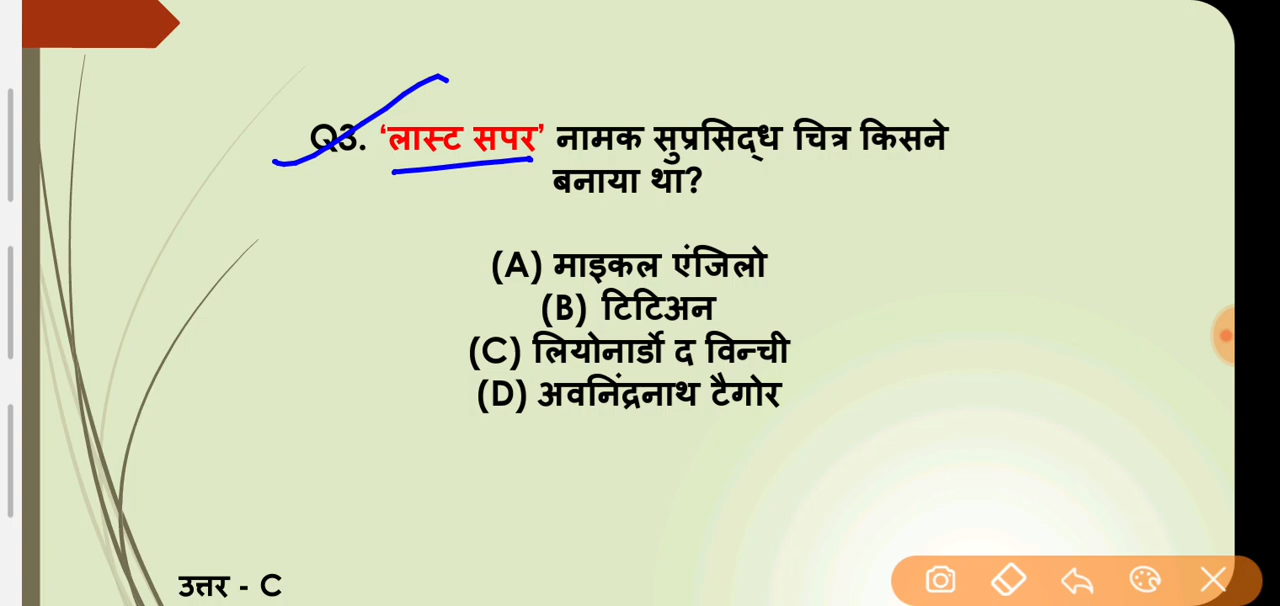 Q3. ‘लास्ट सपर’ नामक सुप्रसिद्ध चित्र किसने
बनाया था?
(A) माइकल एंजिलो
(B) टिटिअन
(C) लियोनार्डो द विन्ची
(D) अवनिंद्रनाथ टैगोर
उत्तर - C